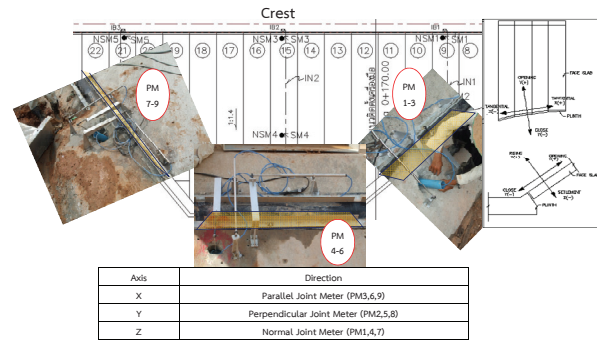 Crest
IB3 IB2 IB1
NSM5 SM5 NSM3 SM3 NSM1 SM1
22 21 20 19 18 17 16 15 14 13 12 11 10 9 8
IN2
IN1
0+170.00
1:1.4
NSM4 SM4
PM
7-9
PM
4-6
PM
1-3
OPENING
Y(+)
FACE SLAB
TANGENTIAL
X(-)
TANGENTIAL
X(+)
PLINTH
CLOSE
Y(-)
RISING
OPENING
Y(+)
FACE SLAB
CLOSE
Y(-)
SETTLEMENT
Z(-)
PLINTH
Axis Direction
X Parallel Joint Meter (PM3,6,9)
Y Perpendicular Joint Meter (PM2,5,8)
Z Normal Joint Meter (PM1,4,7)